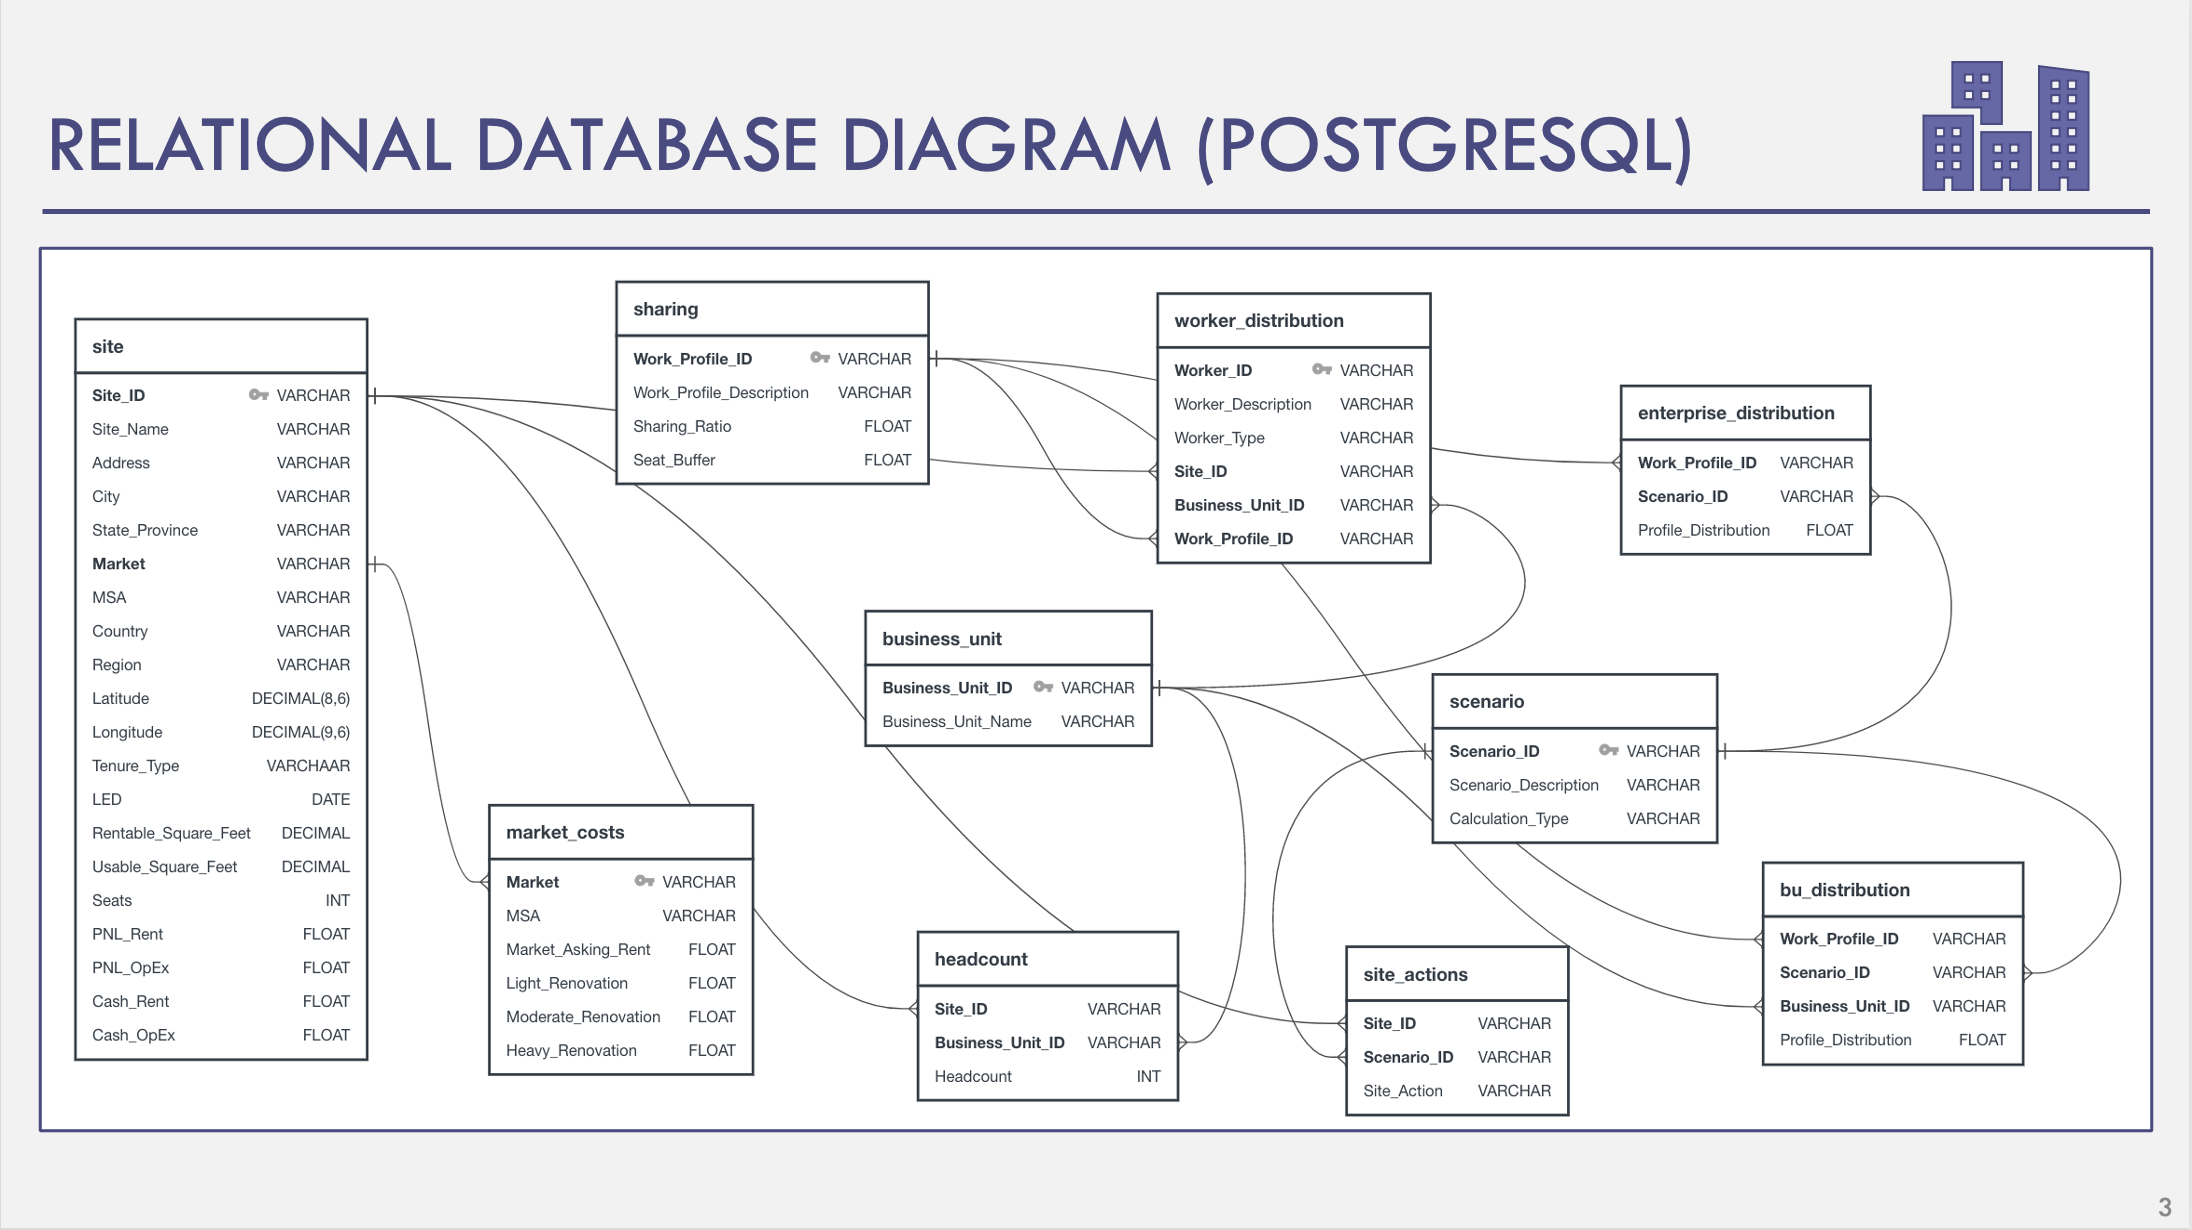 RELATIONAL DATABASE DIAGRAM (POSTGRESQL)
site
Site_ID VARCHAR
Site_Name VARCHAR
Address VARCHAR
City VARCHAR
State_Province VARCHAR
Market VARCHAR
MSA VARCHAR
Country VARCHAR
Region VARCHAR
Latitude DECIMAL(8,6)
Longitude DECIMAL(9,6)
Tenure_Type VARCHAAR
LED DATE
Rentable_Square_Feet DECIMAL
Usable_Square_Feet DECIMAL
Seats INT
PNL_Rent FLOAT
PNL_OpEx FLOAT
Cash_Rent FLOAT
Cash_OpEx FLOAT
sharing
Work_Profile_ID VARCHAR
Work_Profile_Description VARCHAR
Sharing_Ratio FLOAT
Seat_Buffer FLOAT
worker_distribution
Worker_ID VARCHAR
Worker_Description VARCHAR
Worker_Type VARCHAR
Site_ID VARCHAR
Business_Unit_ID VARCHAR
Work_Profile_ID VARCHAR
enterprise_distribution
Work_Profile_ID VARCHAR
Scenario_ID VARCHAR
Profile_Distribution FLOAT
business_unit
Business_Unit_ID VARCHAR
Business_Unit_Name VARCHAR
scenario
Scenario_ID VARCHAR
Scenario_Description VARCHAR
Calculation_Type VARCHAR
market_costs
Market VARCHAR
MSA VARCHAR
Market_Asking_Rent FLOAT
Light_Renovation FLOAT
Moderate_Renovation FLOAT
Heavy_Renovation FLOAT
headcount
Site_ID VARCHAR
Business_Unit_ID VARCHAR
Headcount INT
site_actions
Site_ID VARCHAR
Scenario_ID VARCHAR
Site_Action VARCHAR
bu_distribution
Work_Profile_ID VARCHAR
Scenario_ID VARCHAR
Business_Unit_ID VARCHAR
Profile_Distribution FLOAT
3